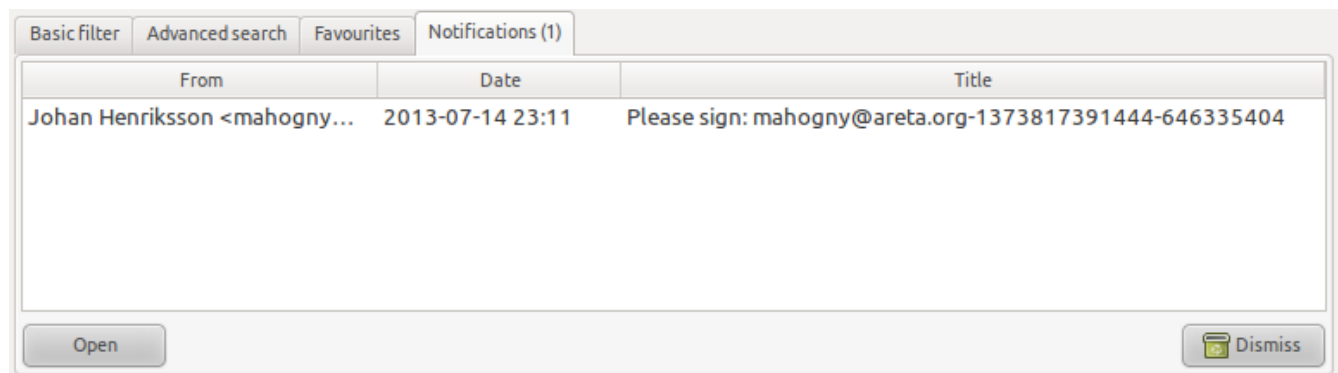 Basic filter Advanced search Favourites Notifications (1)
From Date Title
Johan Henriksson <mahogny... 2013-07-14 23:11 Please sign: mahogny@areta.org-1373817391444-646335404
Open Dismiss